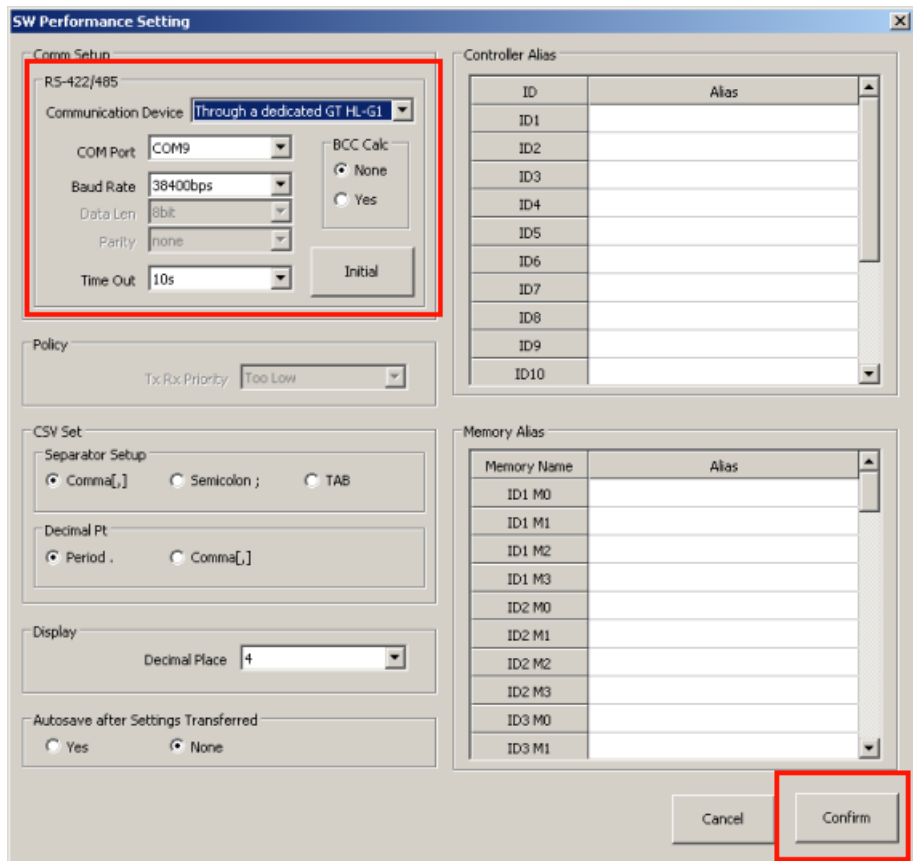 SW Performance Setting
Comm Setup
RS-422/485
Communication Device Through a dedicated GT HL-G1
COM Port COM9
Baud Rate 38400bps
Data Len 8bit
Parity none
Time Out 10s
BCC Calc
None
Yes
Initial
Policy
Tx Rx Priority Too Low
CSV Set
Separator Setup
Comma[,] Semicolon ; TAB
Decimal Pt
Period . Comma[,]
Display
Decimal Place 4
Autosave after Settings Transferred
Yes None
Controller Alias
ID Alias
ID1
ID2
ID3
ID4
ID5
ID6
ID7
ID8
ID9
ID10
Memory Alias
Memory Name Alias
ID1 M0
ID1 M1
ID1 M2
ID1 M3
ID2 M0
ID2 M1
ID2 M2
ID2 M3
ID3 M0
ID3 M1
Cancel Confirm